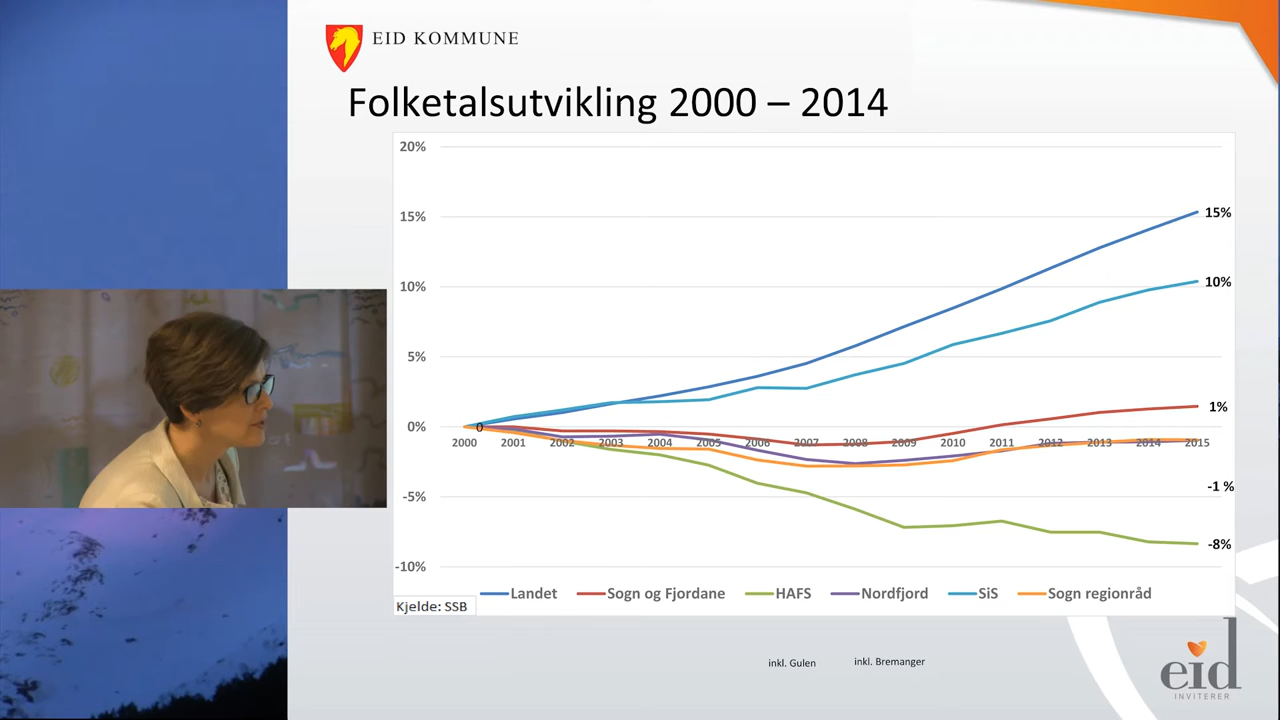 EID KOMMUNE
Folketalsutvikling 2000 – 2014
20%
15%
10%
5%
0%
-5%
-10%
0
2000 2001 2002 2003 2004 2005 2006 2007 2008 2009 2010 2011 2012 2013 2014 2015
15%
10%
1%
-1 %
-8%
Landet Sogn og Fjordane HAFS Nordfjord SiS Sogn regionråd
Kjelde: SSB
inkl. Gulen inkl. Bremanger
eid
INVITERER